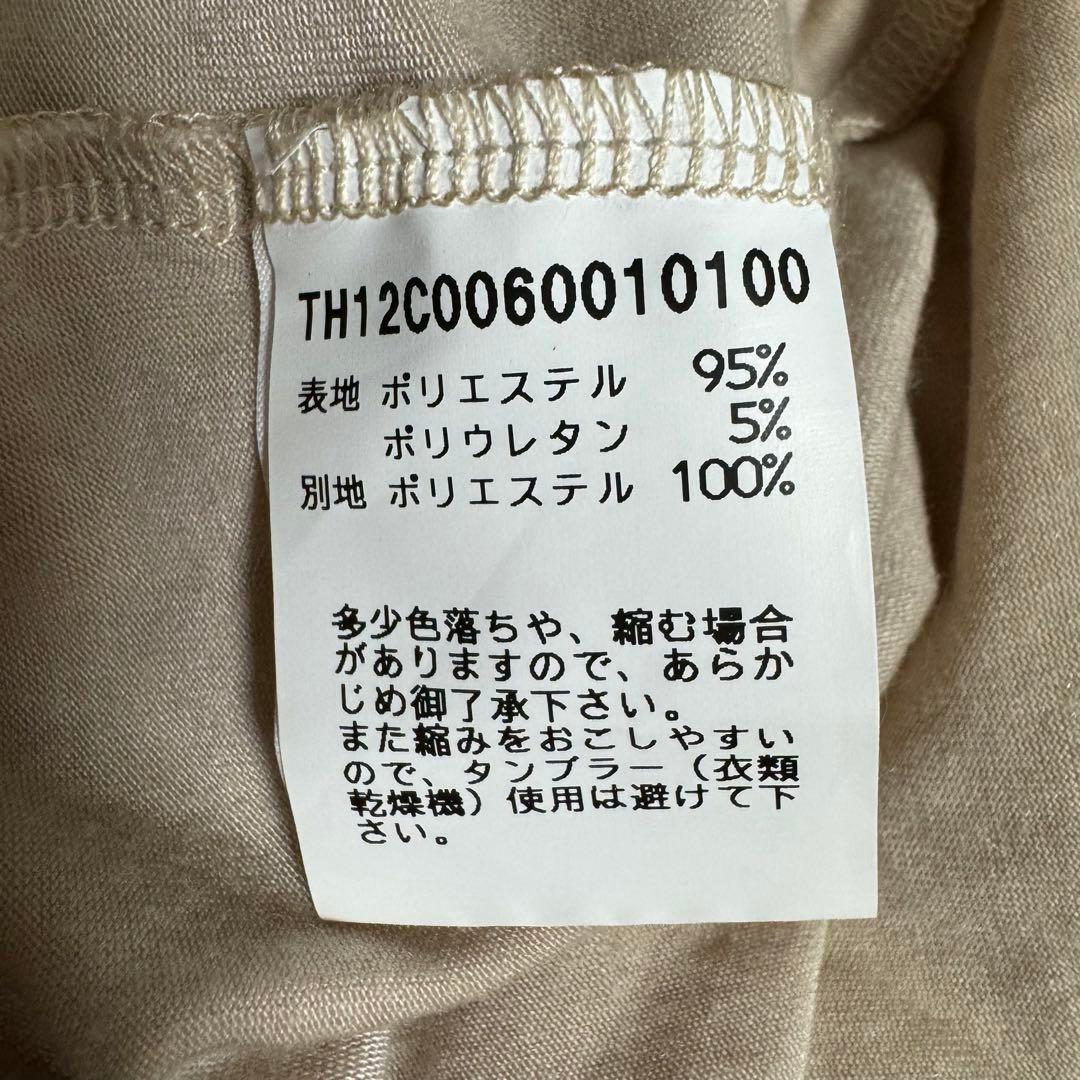 TH12C0060010100
表地 ポリエステル 95%
ポリウレタン 5%
別地 ポリエステル 100%
多少色落ちや、縮む場合
がありますので、あらか
じめ御了承下さい。
また縮みをおこしやすい
ので、タンブラー（衣類
乾燥機）使用は避けて下
さい。